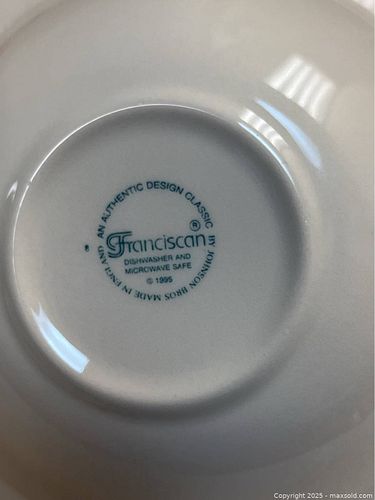 AN AUTHENTIC DESIGN CLASSIC BY JOHNSON BROS MADE IN ENGLAND
Franciscan®
DISHWASHER AND
MICROWAVE SAFE
© 1995
Copyright 2025 - maxsold.com